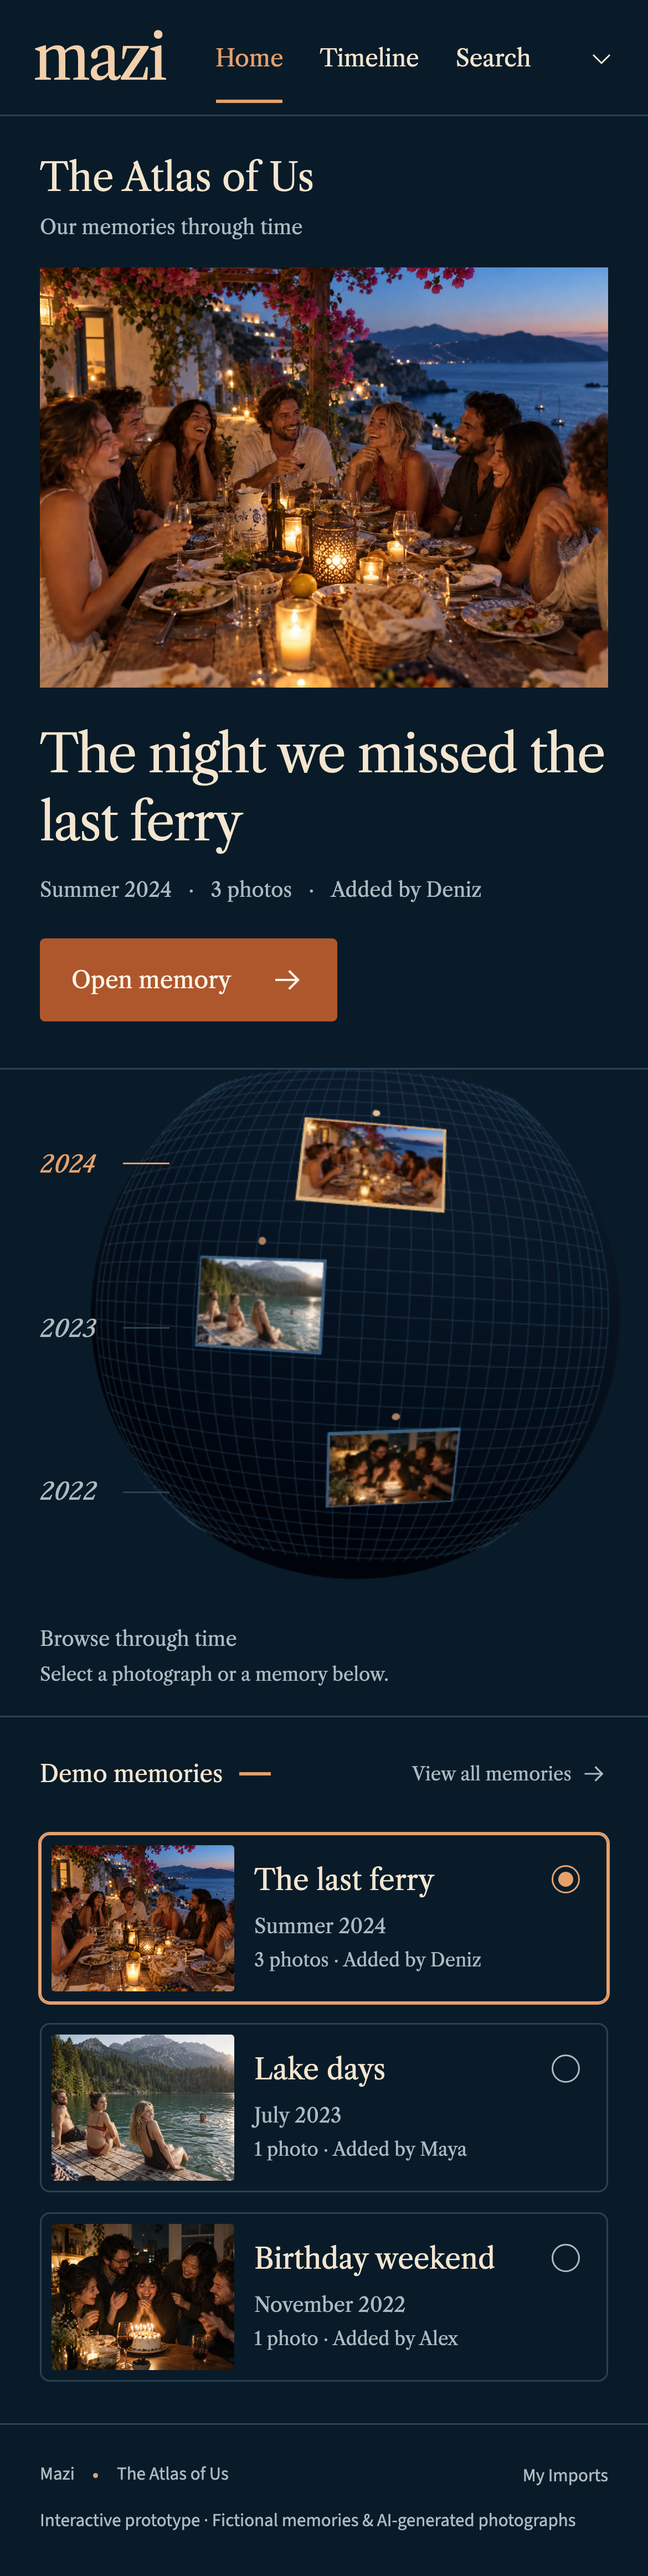 mazi
Home Timeline Search
The Atlas of Us
Our memories through time
The night we missed the
last ferry
Summer 2024 · 3 photos · Added by Deniz
Open memory →
2024
2023
2022
Browse through time
Select a photograph or a memory below.
Demo memories
View all memories →
The last ferry
Summer 2024
3 photos · Added by Deniz
Lake days
July 2023
1 photo · Added by Maya
Birthday weekend
November 2022
1 photo · Added by Alex
Mazi • The Atlas of Us
My Imports
Interactive prototype · Fictional memories & AI-generated photographs